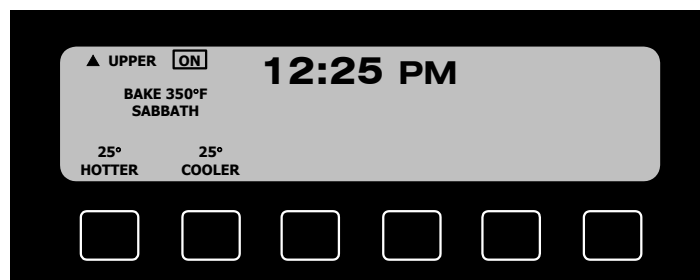 ▲ UPPER ON
12:25 PM
BAKE 350°F
SABBATH
25° 25°
HOTTER COOLER